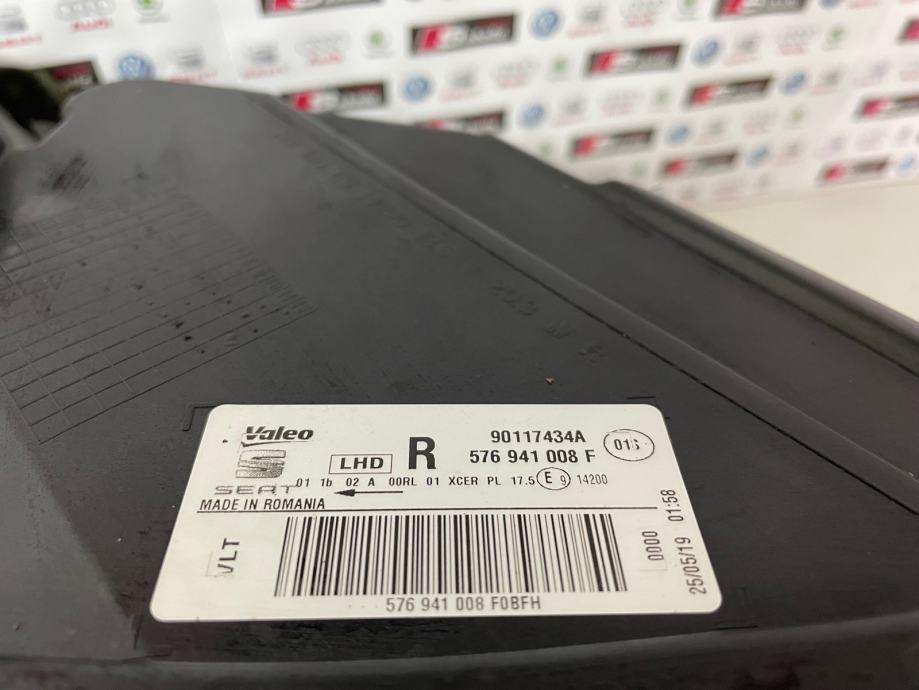 Valeo
SEAT
LHD
R
90117434A
576 941 008 F
01S
01 1b 02 A 00RL 01 XCER PL 17.5 E 9 14200
MADE IN ROMANIA
VLT
576 941 008 F0BFH
0000
25/05/19 01:58